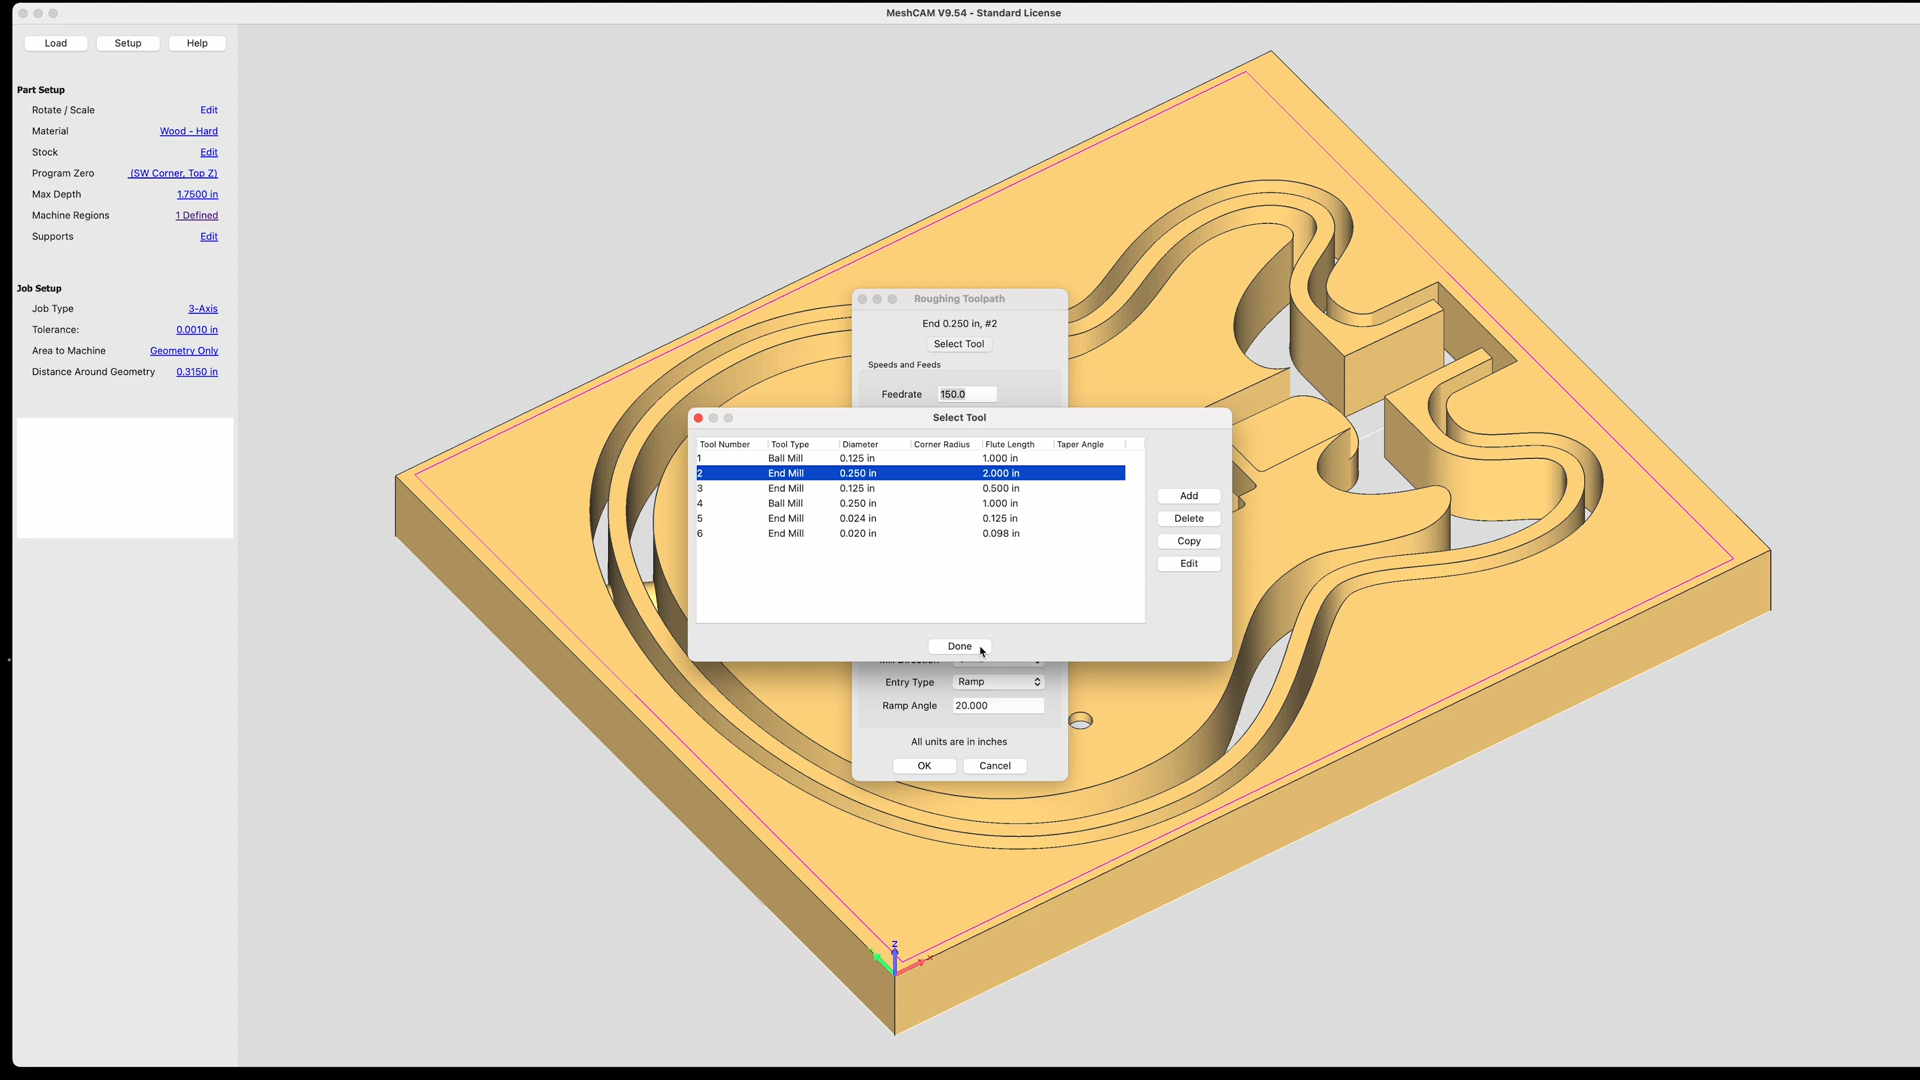 MeshCAM V9.54 - Standard License
Load Setup Help
Part Setup
Rotate / Scale Edit
Material Wood - Hard
Stock Edit
Program Zero (SW Corner, Top Z)
Max Depth 1.7500 in
Machine Regions 1 Defined
Supports Edit
Job Setup
Job Type 3-Axis
Tolerance: 0.0010 in
Area to Machine Geometry Only
Distance Around Geometry 0.3150 in
Roughing Toolpath
End 0.250 in, #2
Select Tool
Speeds and Feeds
Feedrate 150.0
Select Tool
Tool Number Tool Type Diameter Corner Radius Flute Length Taper Angle
1 Ball Mill 0.125 in 1.000 in
2 End Mill 0.250 in 2.000 in
3 End Mill 0.125 in 0.500 in
4 Ball Mill 0.250 in 1.000 in
5 End Mill 0.024 in 0.125 in
6 End Mill 0.020 in 0.098 in
Add
Delete
Copy
Edit
Done
Entry Type Ramp
Ramp Angle 20.000
All units are in inches
OK Cancel
Z
X